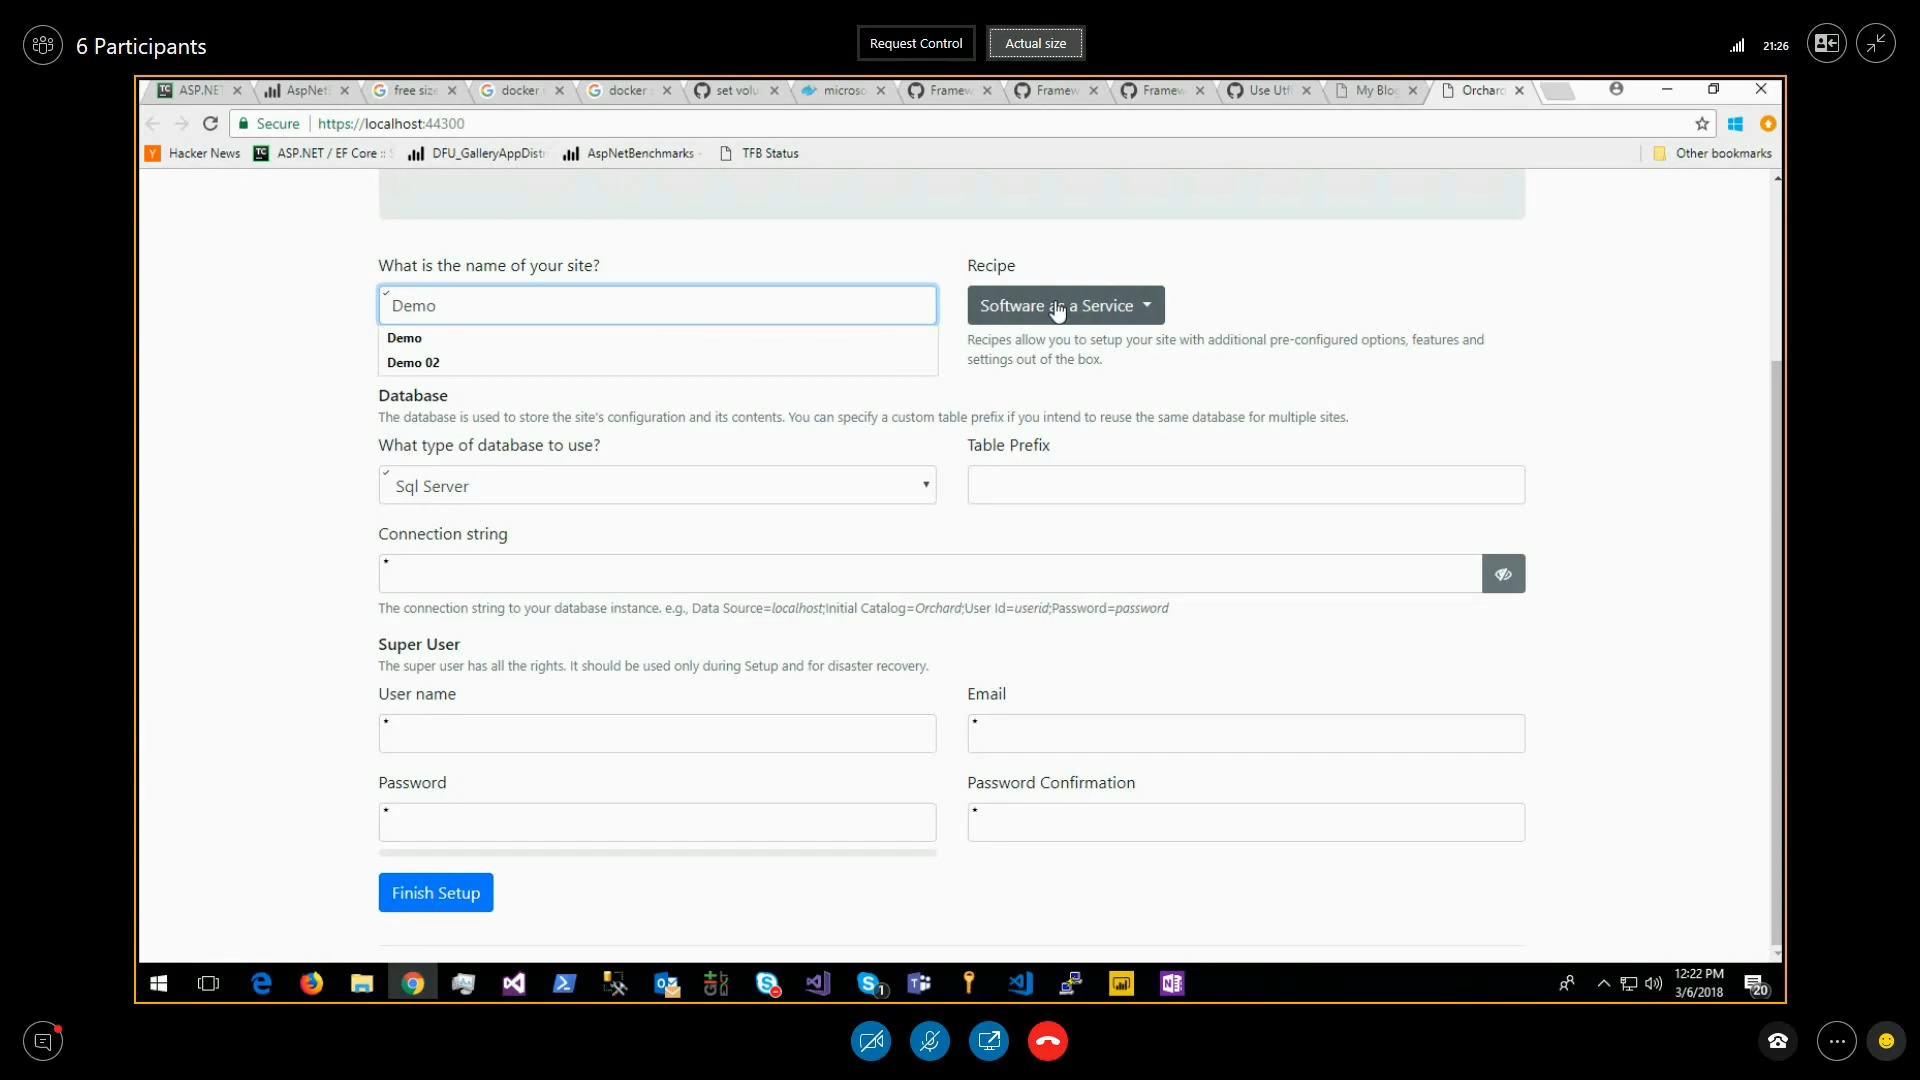 6 Participants
Request Control
Actual size
21:26
ASP.NE
AspNet
free size
docker
docker
set volu
microso
Framew
Framew
Framew
Use Utf
My Blo
Orchard
Secure
https://localhost:44300
Hacker News
ASP.NET / EF Core ::
DFU_GalleryAppDistr
AspNetBenchmarks
TFB Status
Other bookmarks
What is the name of your site?
Recipe
Demo
Software as a Service
Demo
Demo 02
Recipes allow you to setup your site with additional pre-configured options, features and
settings out of the box.
Database
The database is used to store the site's configuration and its contents. You can specify a custom table prefix if you intend to reuse the same database for multiple sites.
What type of database to use?
Table Prefix
Sql Server
Connection string
*
The connection string to your database instance. e.g., Data Source=localhost;Initial Catalog=Orchard;User Id=userid;Password=password
Super User
The super user has all the rights. It should be used only during Setup and for disaster recovery.
User name
Email
*
*
Password
Password Confirmation
*
*
Finish Setup
12:22 PM
3/6/2018
20